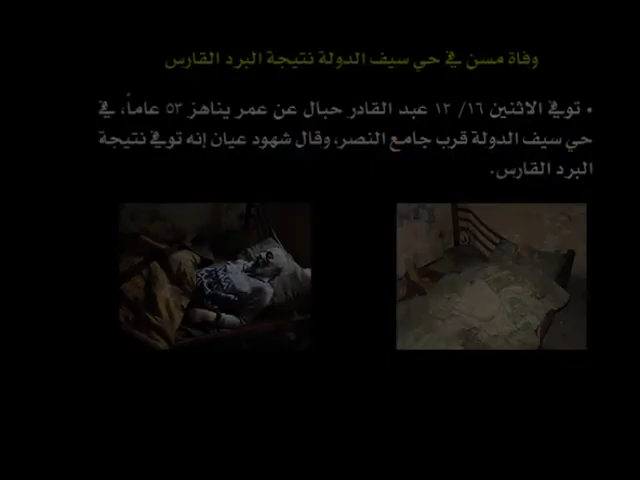 وفاة مسن في حي سيف الدولة نتيجة البرد القارس
• توفي الاثنين ١٦/ ١٢ عبد القادر حبال عن عمر يناهز ٥٣ عاماً، في
حي سيف الدولة قرب جامع النصر، وقال شهود عيان إنه توفي نتيجة
البرد القارس.